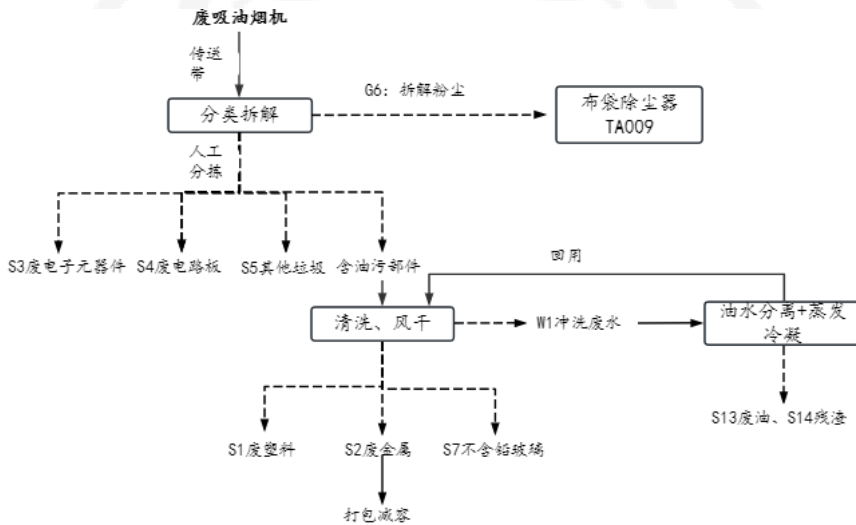 废吸油烟机
传送
带
分类拆解
G6: 拆解粉尘
布袋除尘器
TA009
人工
分拣
S3废电子元器件
S4废电路板
S5其他垃圾
含油污部件
回用
清洗、风干
W1冲洗废水
油水分离+蒸发
冷凝
S13废油、S14残渣
S1废塑料
S2废金属
S7不含铅玻璃
打包减容